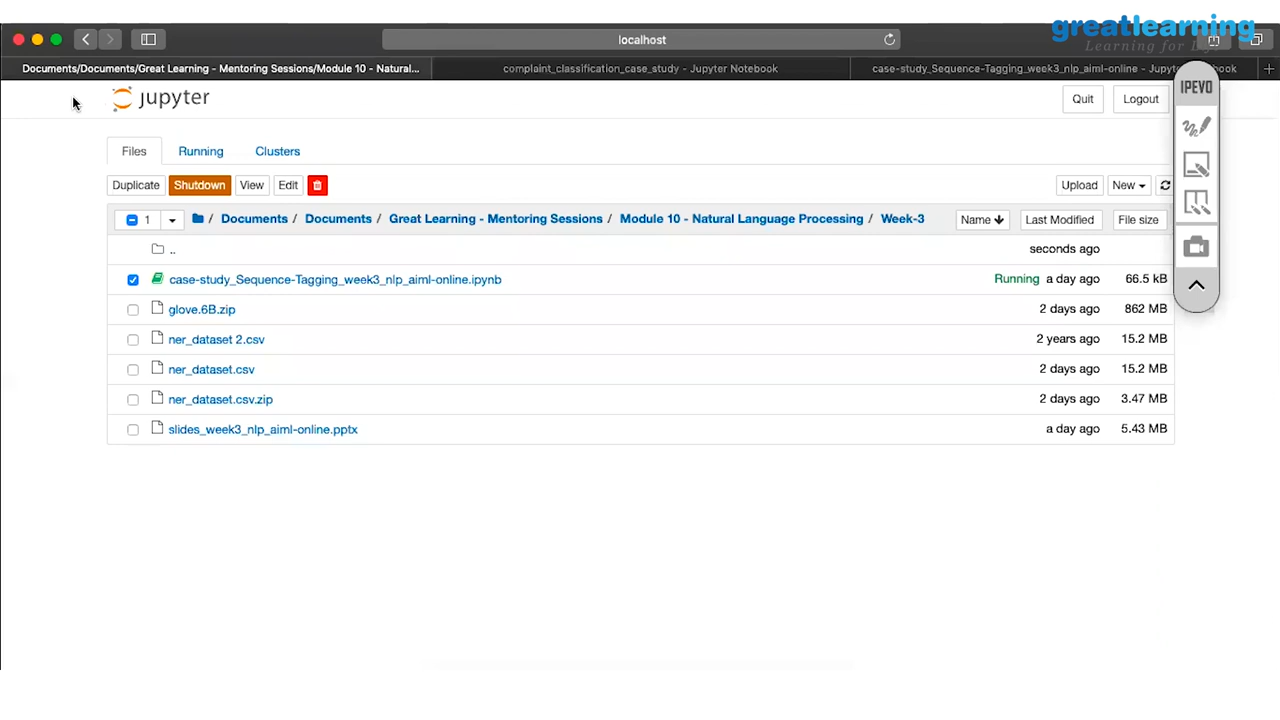 greatlearning
Learning for Life
localhost
Documents/Documents/Great Learning - Mentoring Sessions/Module 10 - Natural...
complaint_classification_case_study - Jupyter Notebook
case-study_Sequence-Tagging_week3_nlp_aiml-online - Jupyter
IPEVO
jupyter
Quit
Logout
Files
Running
Clusters
Duplicate
Shutdown
View
Edit
Upload
New
1
/ Documents / Documents / Great Learning - Mentoring Sessions / Module 10 - Natural Language Processing / Week-3
Name
Last Modified
File size
..
seconds ago
case-study_Sequence-Tagging_week3_nlp_aiml-online.ipynb
Running a day ago
66.5 kB
glove.6B.zip
2 days ago
862 MB
ner_dataset 2.csv
2 years ago
15.2 MB
ner_dataset.csv
2 days ago
15.2 MB
ner_dataset.csv.zip
2 days ago
3.47 MB
slides_week3_nlp_aiml-online.pptx
a day ago
5.43 MB